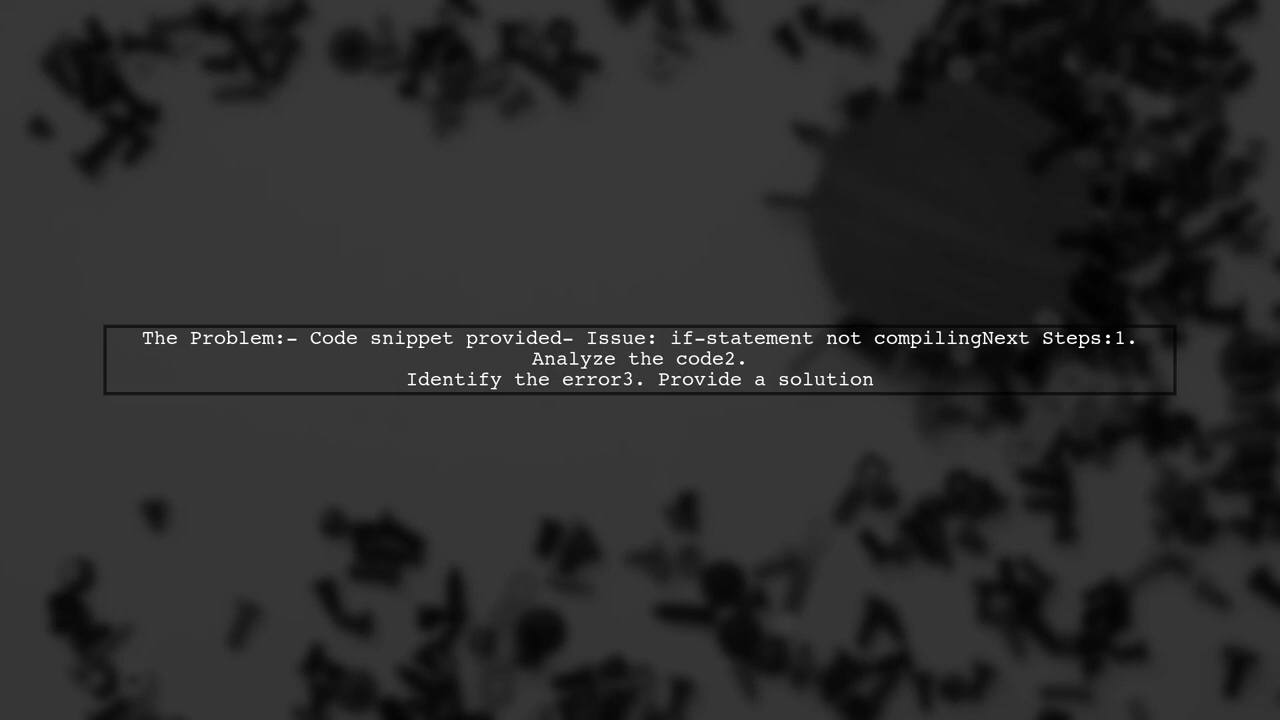 The Problem:- Code snippet provided- Issue: if-statement not compilingNext Steps:1.
Analyze the code2.
Identify the error3. Provide a solution